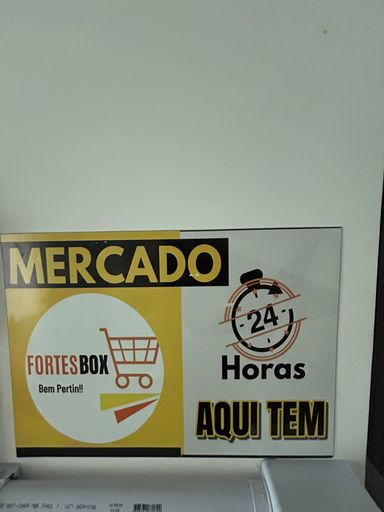 MERCADO
FORTESBOX
Bem Pertin!!
24
Horas
AQUI TEM